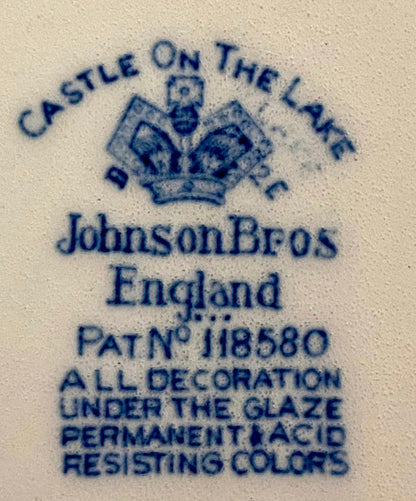 CASTLE ON THE LAKE
JohnsonBros
England
PAT Nº 118580
ALL DECORATION
UNDER THE GLAZE
PERMANENT & ACID
RESISTING COLORS